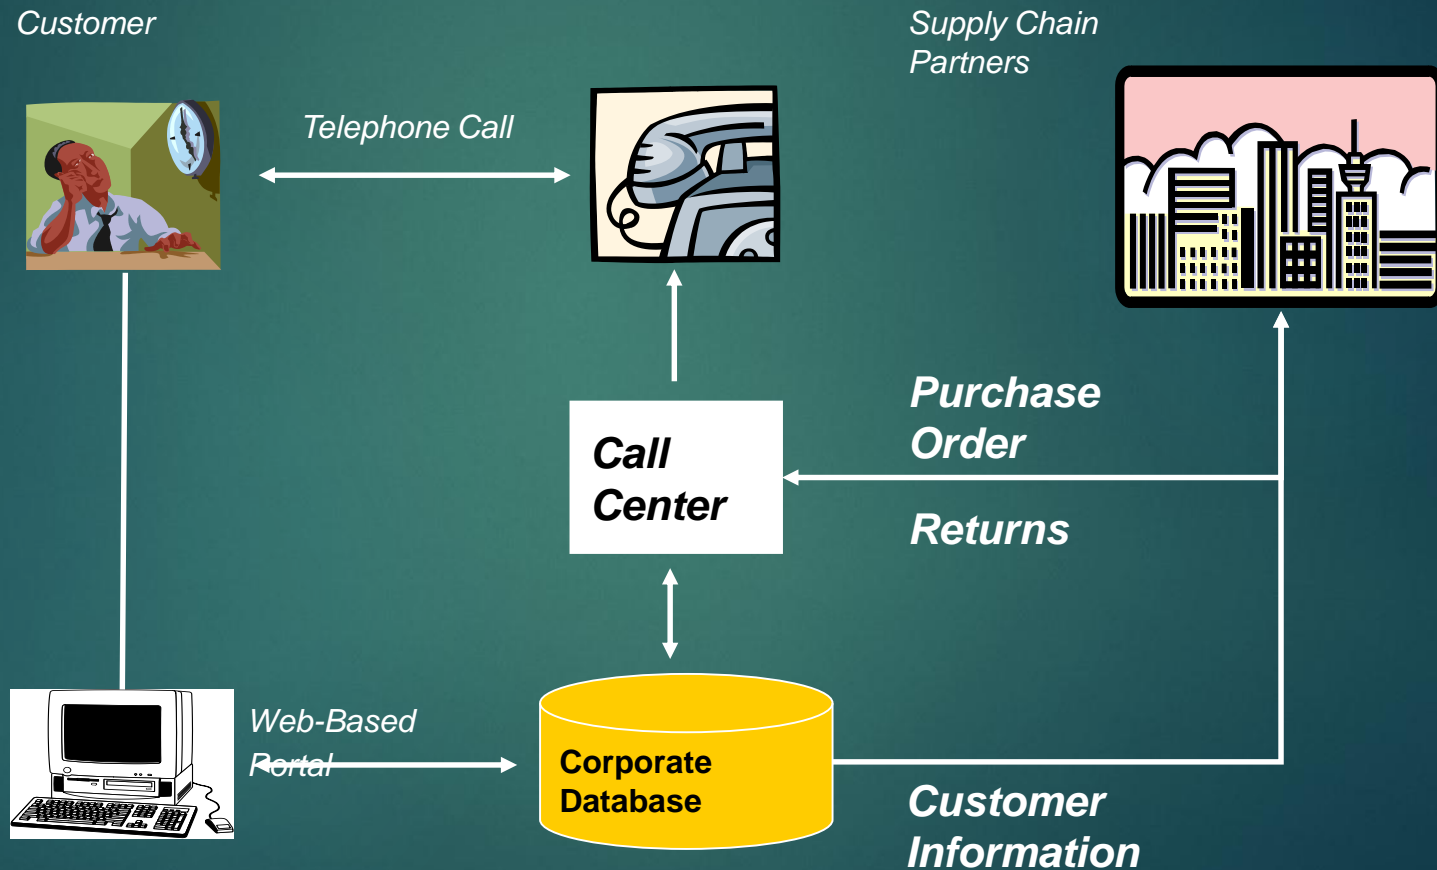 Customer
Supply Chain
Partners
Telephone Call
Purchase
Order
Call
Center
Returns
Web-Based
Portal
Corporate
Database
Customer
Information